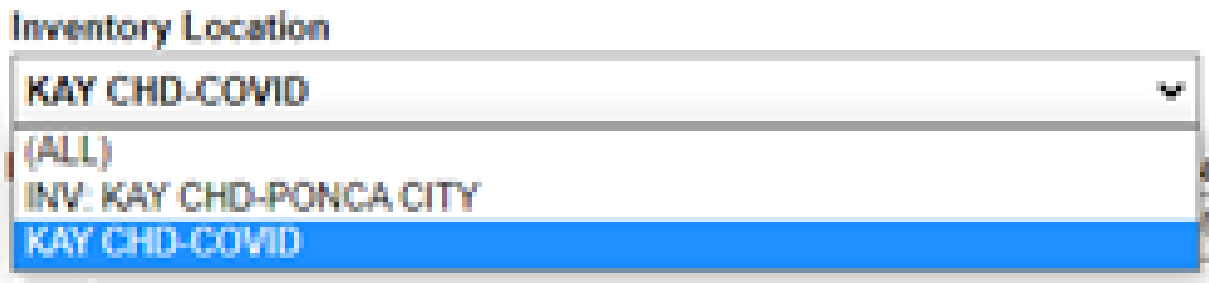 Inventory Location
KAY CHD-COVID
(ALL)
INV: KAY CHD-PONCA CITY
KAY CHD-COVID